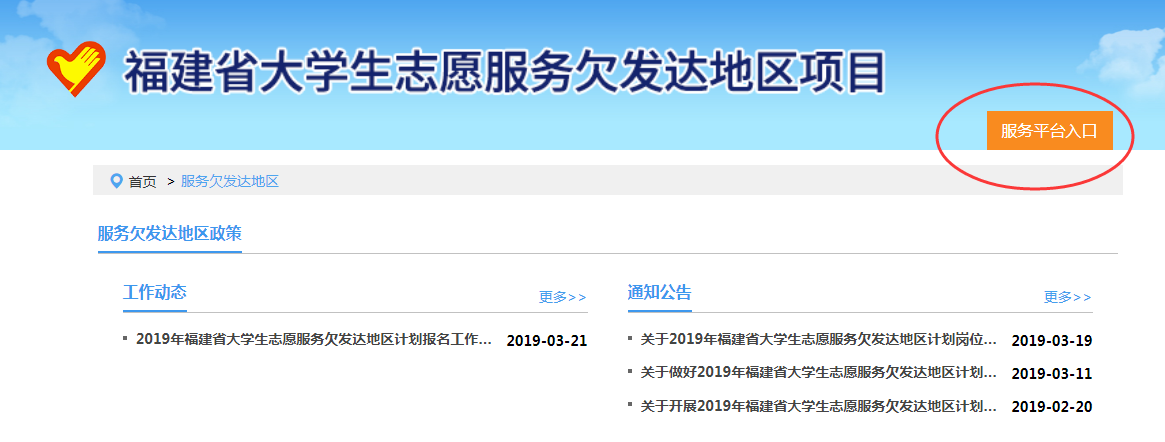 福建省大学生志愿服务欠发达地区项目
服务平台入口
首页 > 服务欠发达地区
服务欠发达地区政策
工作动态 更多>>
2019年福建省大学生志愿服务欠发达地区计划报名工作... 2019-03-21
通知公告 更多>>
关于2019年福建省大学生志愿服务欠发达地区计划岗位... 2019-03-19
关于做好2019年福建省大学生志愿服务欠发达地区计划... 2019-03-11
关于开展2019年福建省大学生志愿服务欠发达地区计划... 2019-02-20